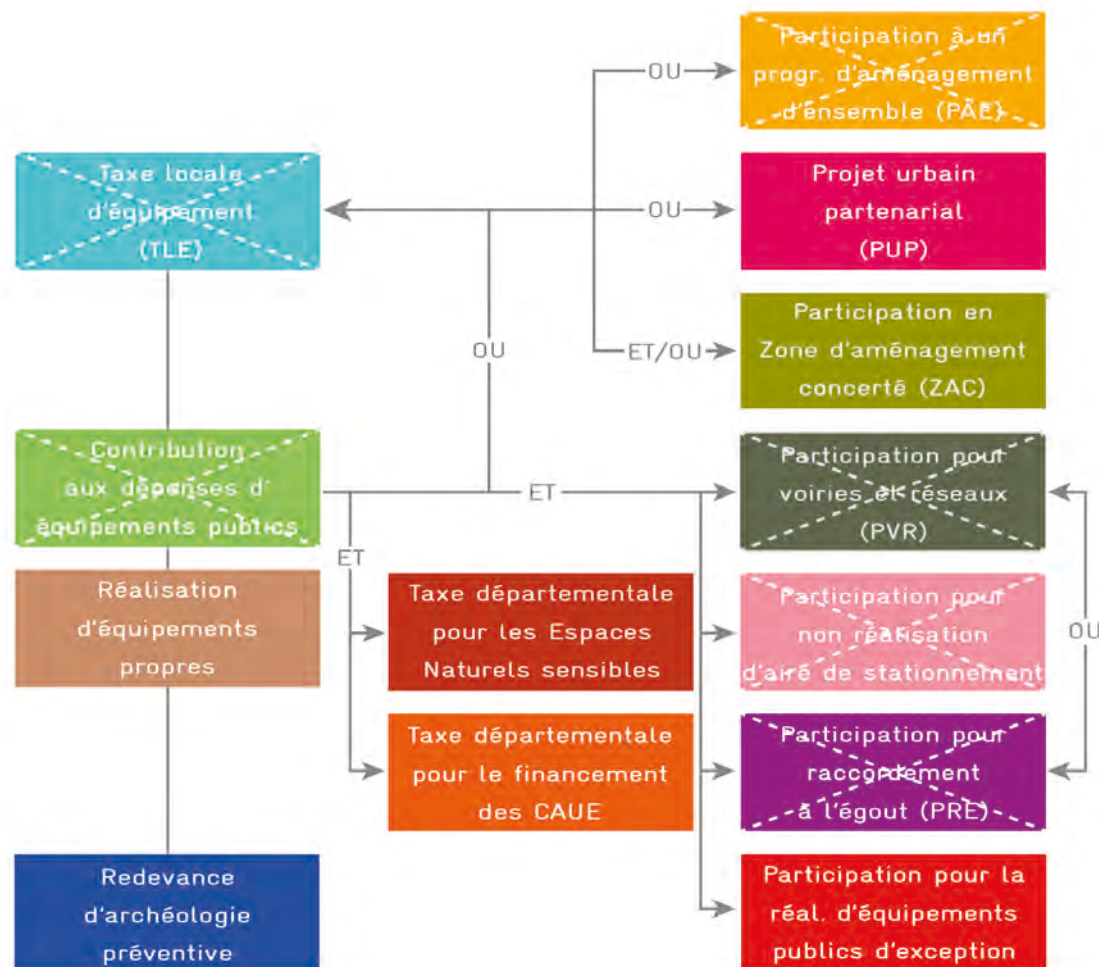 Participation à un
progr. d'aménagement
d'énsemble (PAE)
OU
Taxe locale
d'équipement
(TLE)
Projet urbain
partenarial
(PUP)
OU
Participation en
Zone d'aménagement
concerté (ZAC)
OU
ET/OU
Contribution
aux dépenses d'
équipements publics
ET
Participation pour
voiries et réseaux
(PVR)
ET
Réalisation
d'équipements
propres
Taxe départementale
pour les Espaces
Naturels sensibles
Participation pour
non réalisation
d'airé de stationnement
OU
Taxe départementale
pour le financement
des CAUE
Participation pour
raccordement
à l'égout (PRE)
Redevance
d'archéologie
préventive
Participation pour la
réal. d'équipements
publics d'exception